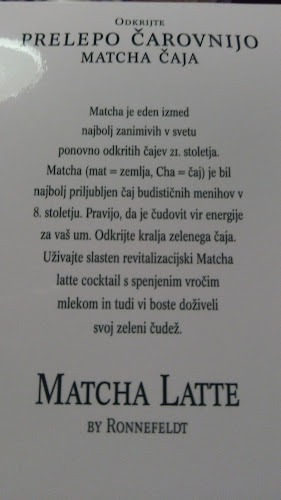 ODKRIJTE
PRELEPO ČAROVNIJO
MATCHA ČAJA
Matcha je eden izmed
najbolj zanimivih v svetu
ponovno odkritih čajev 21. stoletja.
Matcha (mat = zemlja, Cha = čaj) je bil
najbolj priljubljen čaj budističnih menihov v
8. stoletju. Pravijo, da je čudovit vir energije
za vaš um. Odkrijte kralja zelenega čaja.
Uživajte slasten revitalizacijski Matcha
latte cocktail s spenjenim vročim
mlekom in tudi vi boste doživeli
svoj zeleni čudež.
MATCHA LATTE
BY RONNEFELDT